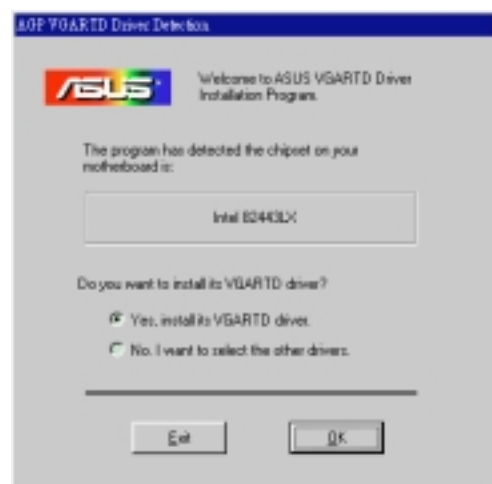 AGP VGARTD Driver Detection
ASUS
Welcome to ASUS VGARTD Driver
Installation Program.
The program has detected the chipset on your
motherboard is:
Intel 82443LX
Do you want to install its VGARTD driver?
Yes, install its VGARTD driver.
No. I want to select the other drivers.
Exit
OK